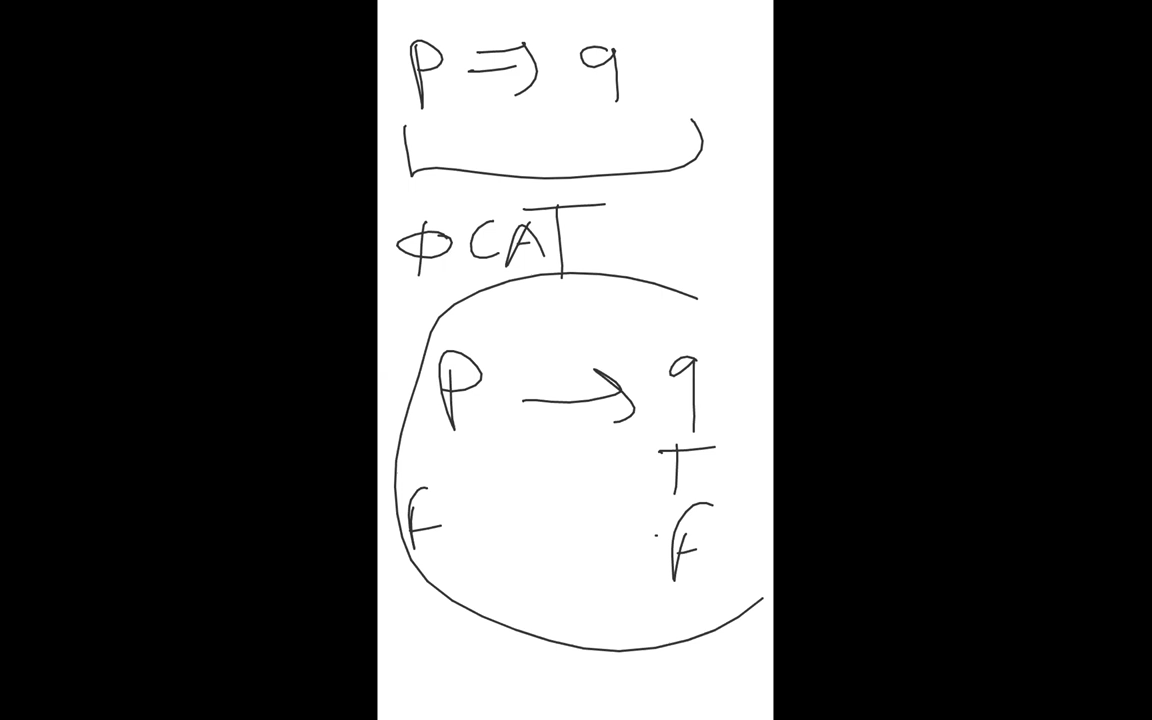 p ⇒ q
ΦCAT
P → q
T
F F